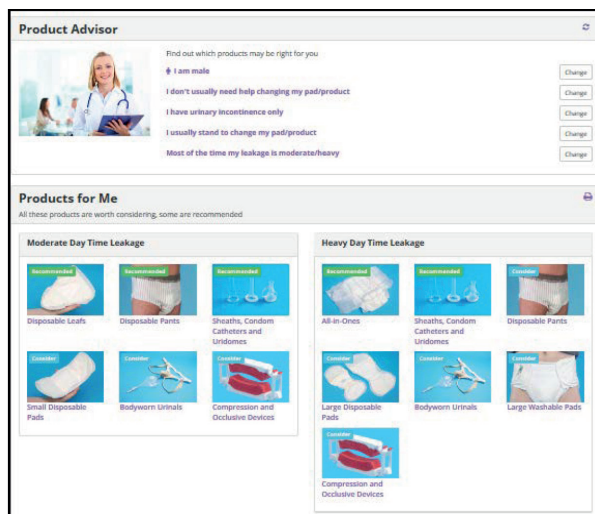 Product Advisor
Find out which products may be right for you
I am male
Change
I don't usually need help changing my pad/product
Change
I have urinary incontinence only
Change
I usually stand to change my pad/product
Change
Most of the time my leakage is moderate/heavy
Change
Products for Me
All these products are worth considering, some are recommended
Moderate Day Time Leakage
Recommended
Recommended
Recommended
Disposable Leafs
Disposable Pants
Sheaths, Condom
Catheters and
Uridomes
Consider
Consider
Consider
Small Disposable
Pads
Bodyworn Urinals
Compression and
Occlusive Devices
Heavy Day Time Leakage
Recommended
Recommended
Consider
All-in-Ones
Sheaths, Condom
Catheters and
Uridomes
Disposable Pants
Consider
Consider
Consider
Large Disposable
Pads
Bodyworn Urinals
Large Washable Pads
Consider
Compression and
Occlusive Devices